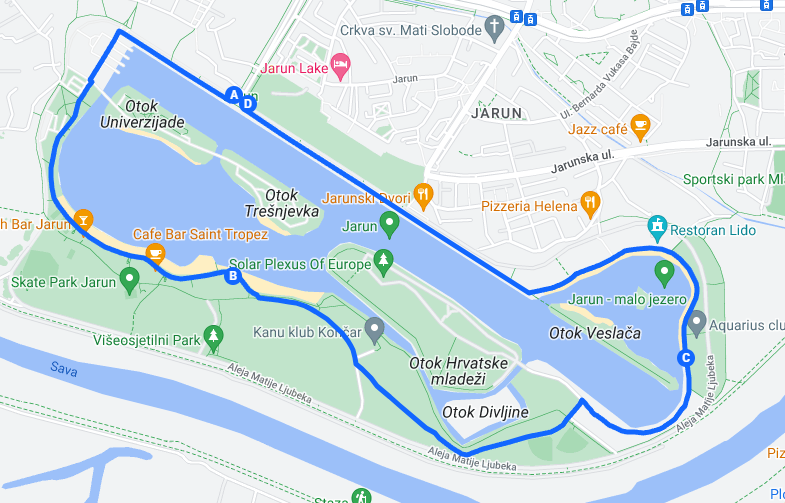 Crkva sv. Mati Slobode
Jarun Lake
Jarun
Ul. Bernarda Vukasa Bajde
A
D
JARUN
Otok
Univerzijade
Jazz café
Jarunska ul.
Jarunska ul.
Sportski park Ml
Otok
Trešnjevka
Jarunski Dvori
Pizzeria Helena
h Bar Jarun
Jarun
Restoran Lido
Cafe Bar Saint Tropez
Solar Plexus Of Europe
B
Skate Park Jarun
Jarun - malo jezero
Kanu klub Končar
Otok Veslača
Aquarius clu
Višeosjetilni Park
C
Otok Hrvatske
mladeži
Sava
Aleja Matije Ljubeka
Otok Divljine
Aleja Matije Ljubeka
Aleja Matije Ljubeka
Piz
Staza
Plo